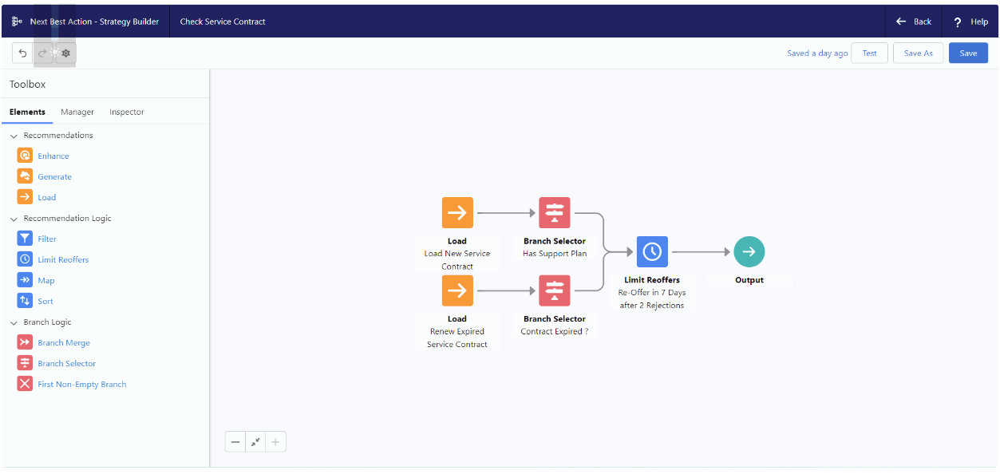 Next Best Action - Strategy Builder
Check Service Contract
Back
? Help
Saved a day ago
Test
Save As
Save
Toolbox
Elements
Manager
Inspector
Recommendations
Enhance
Generate
Load
Recommendation Logic
Filter
Limit Reoffers
Map
Sort
Branch Logic
Branch Merge
Branch Selector
First Non-Empty Branch
Load
Load New Service
Contract
Branch Selector
Has Support Plan
Load
Renew Expired
Service Contract
Branch Selector
Contract Expired ?
Limit Reoffers
Re-Offer in 7 Days
after 2 Rejections
Output